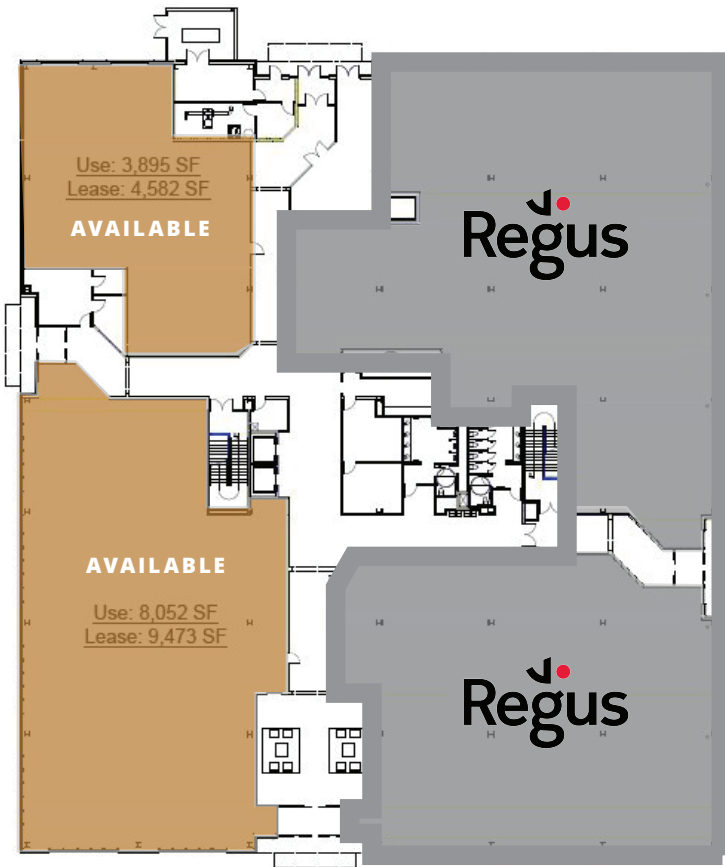 Use: 3,895 SF
Lease: 4,582 SF
AVAILABLE
Regus
AVAILABLE
Use: 8,052 SF
Lease: 9,473 SF
Regus